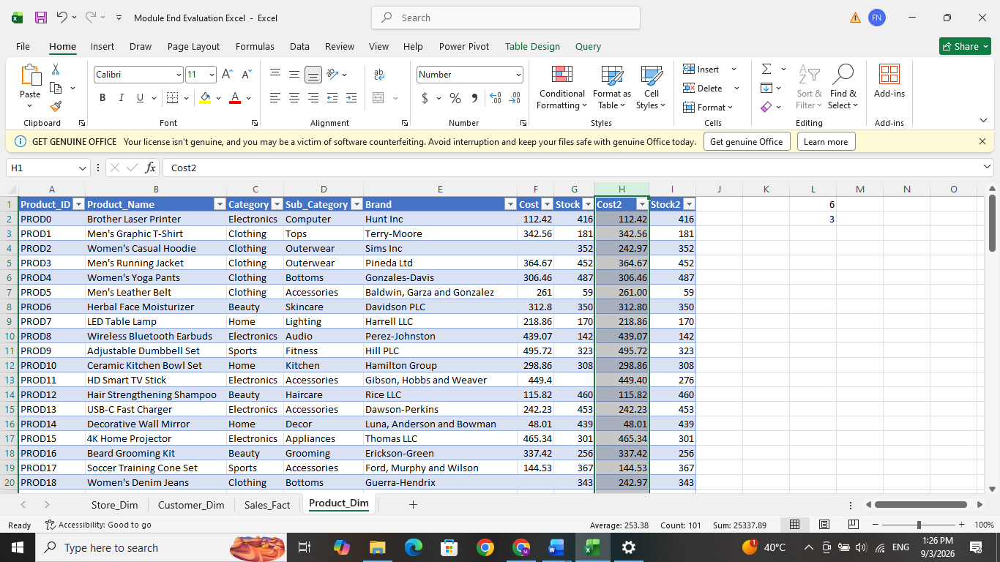 Module End Evaluation Excel - Excel
Search
FN
File Home Insert Draw Page Layout Formulas Data Review View Help Power Pivot Table Design Query
Share
Paste
Clipboard
Calibri 11
B I U
Font
ab
Alignment
Number
$ % ,
Number
Conditional Formatting
Format as Table
Cell Styles
Styles
Insert
Delete
Format
Cells
Sort & Filter
Find & Select
Editing
Add-ins
Add-ins
GET GENUINE OFFICE Your license isn't genuine, and you may be a victim of software counterfeiting. Avoid interruption and keep your files safe with genuine Office today. Get genuine Office Learn more
H1 fx Cost2
A B C D E F G H I J K L M N O
1 Product_ID Product_Name Category Sub_Category Brand Cost Stock Cost2 Stock2 6
2 PROD0 Brother Laser Printer Electronics Computer Hunt Inc 112.42 416 112.42 416 3
3 PROD1 Men's Graphic T-Shirt Clothing Tops Terry-Moore 342.56 181 342.56 181
4 PROD2 Women's Casual Hoodie Clothing Outerwear Sims Inc 352 242.97 352
5 PROD3 Men's Running Jacket Clothing Outerwear Pineda Ltd 364.67 452 364.67 452
6 PROD4 Women's Yoga Pants Clothing Bottoms Gonzales-Davis 306.46 487 306.46 487
7 PROD5 Men's Leather Belt Clothing Accessories Baldwin, Garza and Gonzalez 261 59 261.00 59
8 PROD6 Herbal Face Moisturizer Beauty Skincare Davidson PLC 312.8 350 312.80 350
9 PROD7 LED Table Lamp Home Lighting Harrell LLC 218.86 170 218.86 170
10 PROD8 Wireless Bluetooth Earbuds Electronics Audio Perez-Johnston 439.07 142 439.07 142
11 PROD9 Adjustable Dumbbell Set Sports Fitness Hill PLC 495.72 323 495.72 323
12 PROD10 Ceramic Kitchen Bowl Set Home Kitchen Hamilton Group 298.86 308 298.86 308
13 PROD11 HD Smart TV Stick Electronics Accessories Gibson, Hobbs and Weaver 449.4 449.40 276
14 PROD12 Hair Strengthening Shampoo Beauty Haircare Rice LLC 115.82 460 115.82 460
15 PROD13 USB-C Fast Charger Electronics Accessories Dawson-Perkins 242.23 453 242.23 453
16 PROD14 Decorative Wall Mirror Home Decor Luna, Anderson and Bowman 48.01 439 48.01 439
17 PROD15 4K Home Projector Electronics Appliances Thomas LLC 465.34 301 465.34 301
18 PROD16 Beard Grooming Kit Beauty Grooming Erickson-Green 337.42 256 337.42 256
19 PROD17 Soccer Training Cone Set Sports Accessories Ford, Murphy and Wilson 144.53 367 144.53 367
20 PROD18 Women's Denim Jeans Clothing Bottoms Guerra-Hendrix 343 242.97 343
Store_Dim Customer_Dim Sales_Fact Product_Dim
Ready Accessibility: Good to go Average: 253.38 Count: 101 Sum: 25337.89 100%
Type here to search
1
40°C
ENG
1:26 PM
9/3/2026